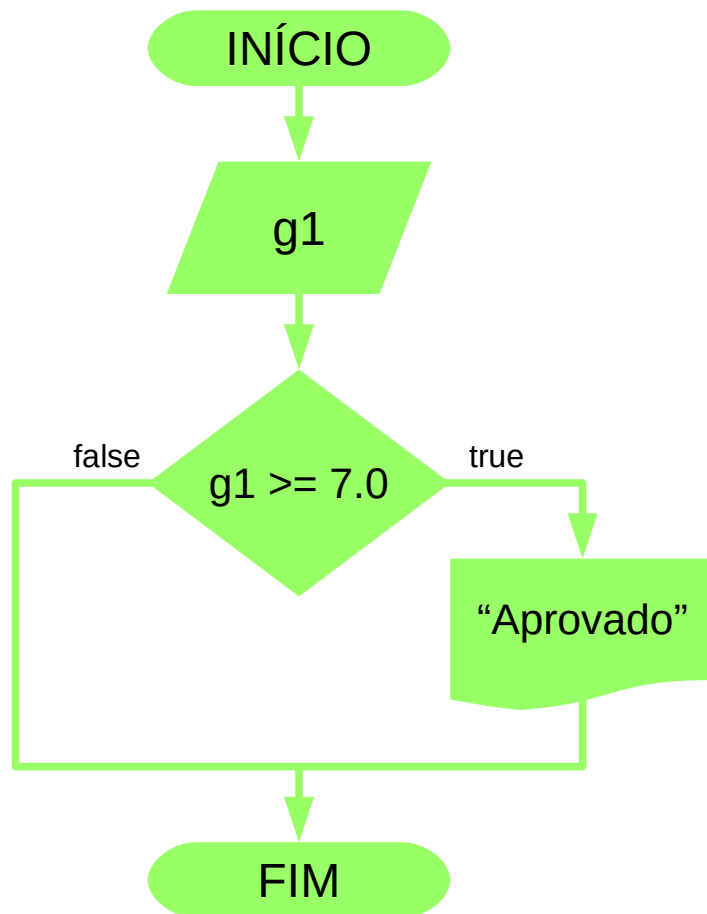 INÍCIO
g1
false
g1 >= 7.0
true
“Aprovado”
FIM